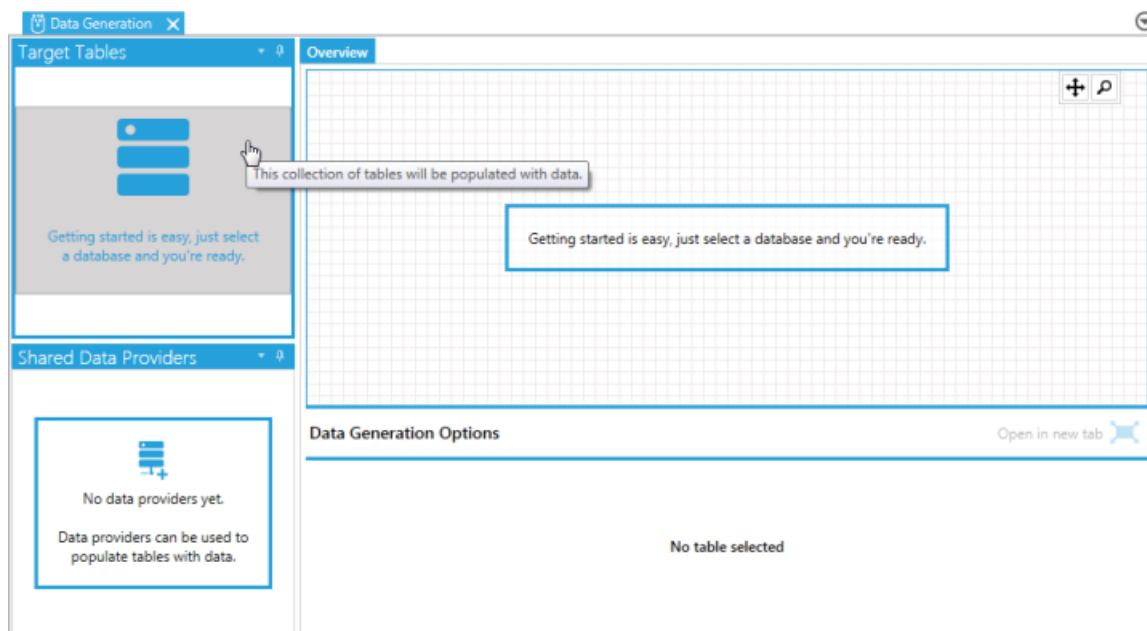 Data Generation
Target Tables
Overview
This collection of tables will be populated with data.
Getting started is easy, just select
a database and you're ready.
Getting started is easy, just select a database and you're ready.
Shared Data Providers
No data providers yet.
Data providers can be used to
populate tables with data.
Data Generation Options
Open in new tab
No table selected